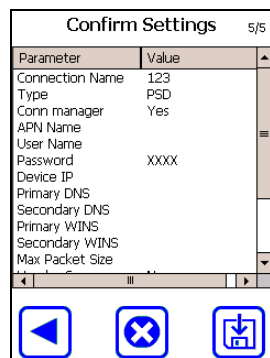 Confirm Settings 5/5
Parameter Value
Connection Name 123
Type PSD
Conn manager Yes
APN Name
User Name
Password XXXX
Device IP
Primary DNS
Secondary DNS
Primary WINS
Secondary WINS
Max Packet Size